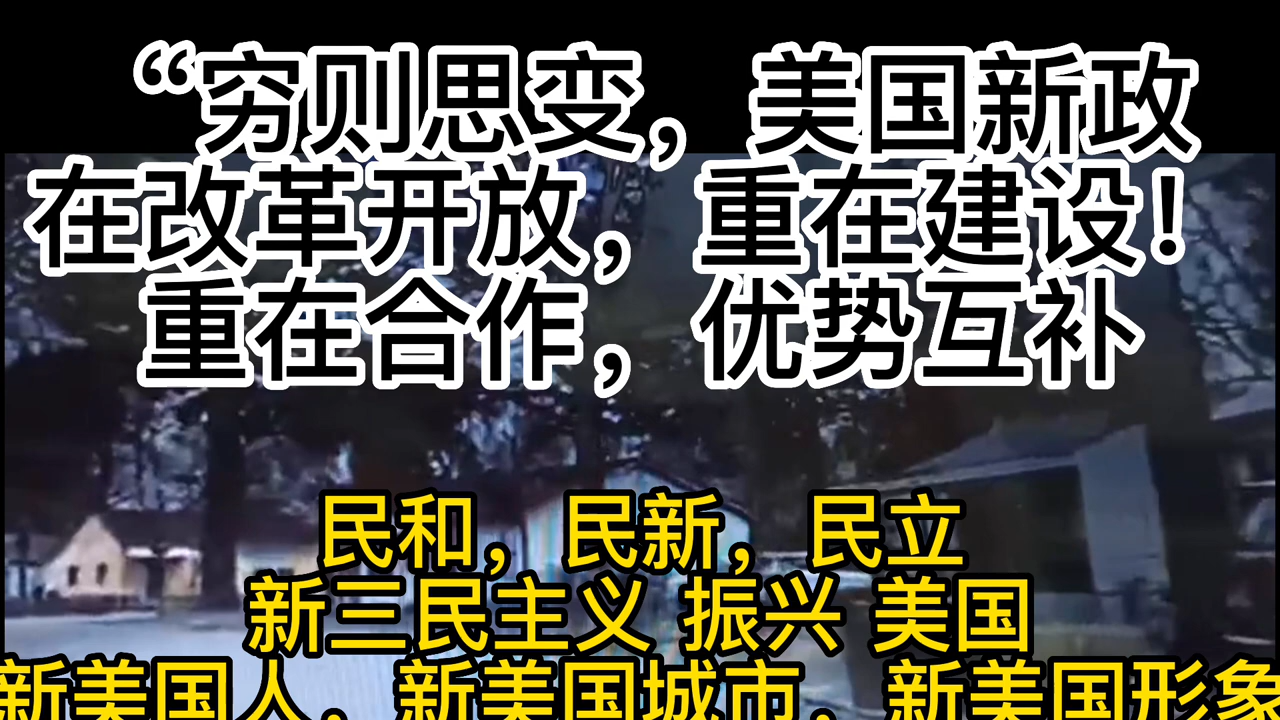 “穷则思变，美国新政
在改革开放，重在建设！
重在合作，优势互补
民和，民新，民立
新三民主义 振兴 美国
新美国人，新美国城市，新美国形象